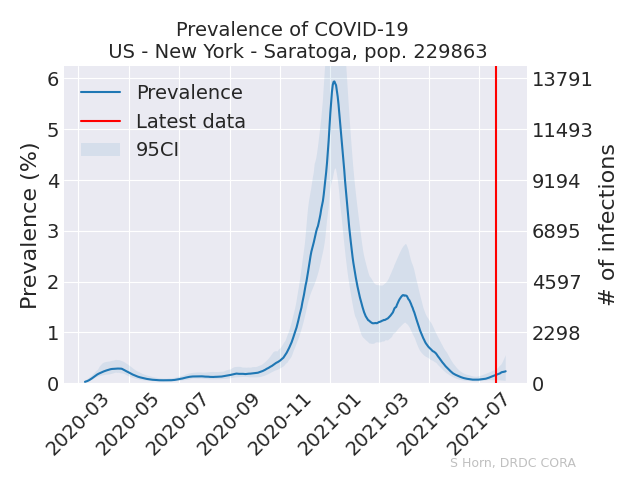 Prevalence of COVID-19
US - New York - Saratoga, pop. 229863
Prevalence
Latest data
95CI
Prevalence (%)
6
5
4
3
2
1
0
13791
11493
9194
6895
4597
2298
0
# of infections
2020-03
2020-05
2020-07
2020-09
2020-11
2021-01
2021-03
2021-05
2021-07
S Horn, DRDC CORA